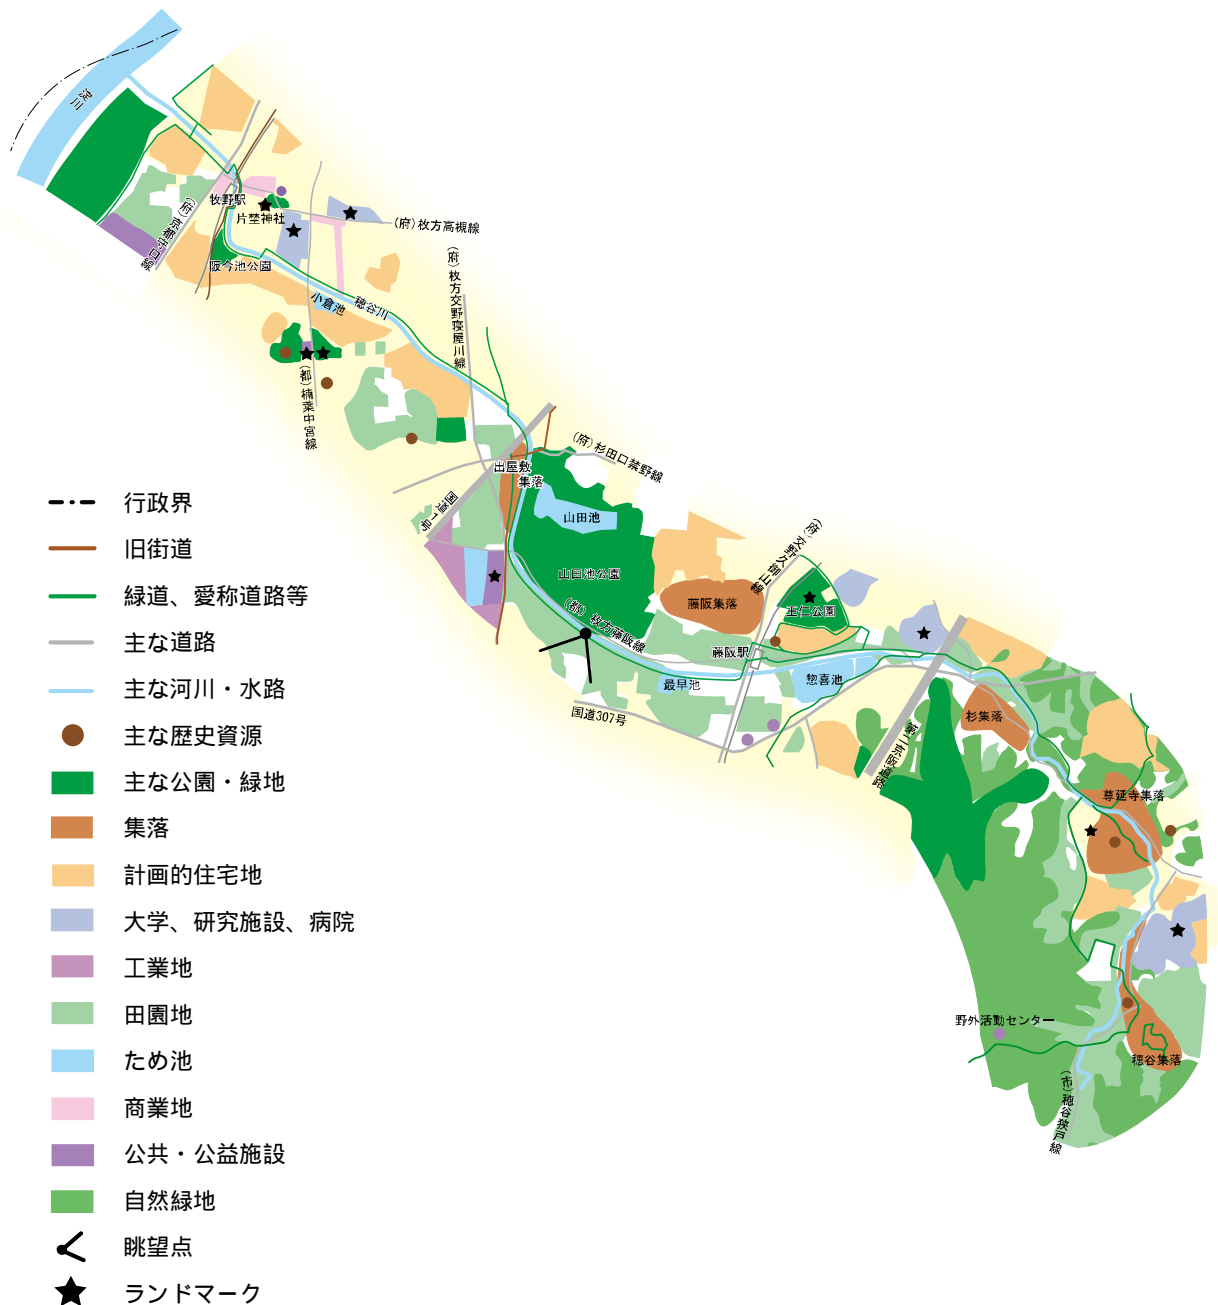 淀川
牧野駅
片埜神社
(府)京都守口線
(府)枚方高槻線
阪今池公園
(府)枚方交野寝屋川線
小倉池
穂谷川
(都)楠葉中宮線
(府)杉田口禁野線
出屋敷
集落
国道1号
山田池
山田池公園
(府)交野久御山線
藤阪集落
王仁公園
(都)枚方藤阪線
藤阪駅
最早池
惣喜池
国道307号
杉集落
第二京阪道路
尊延寺集落
野外活動センター
穂谷集落
(市)穂谷狭戸線
行政界
旧街道
緑道、愛称道路等
主な道路
主な河川・水路
主な歴史資源
主な公園・緑地
集落
計画的住宅地
大学、研究施設、病院
工業地
田園地
ため池
商業地
公共・公益施設
自然緑地
眺望点
ランドマーク